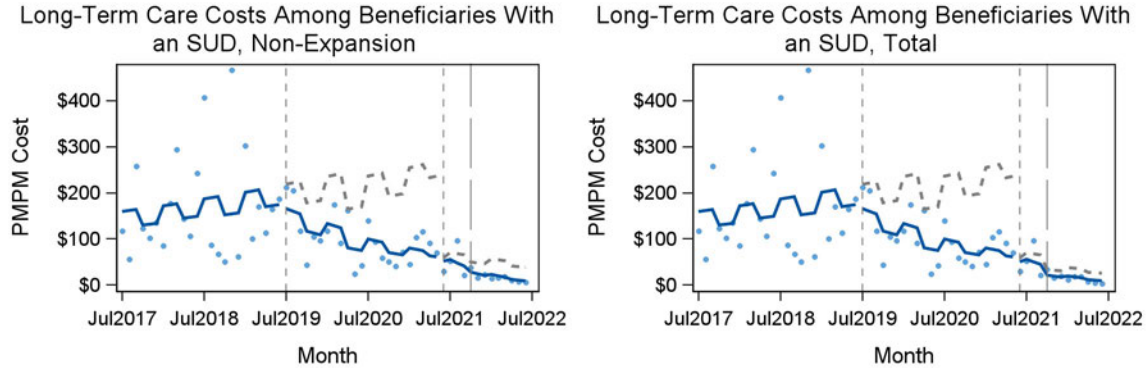 Long-Term Care Costs Among Beneficiaries With
an SUD, Non-Expansion
$400
$300
$200
$100
$0
PMPM Cost
Jul2017 Jul2018 Jul2019 Jul2020 Jul2021 Jul2022
Month
Long-Term Care Costs Among Beneficiaries With
an SUD, Total
$400
$300
$200
$100
$0
PMPM Cost
Jul2017 Jul2018 Jul2019 Jul2020 Jul2021 Jul2022
Month